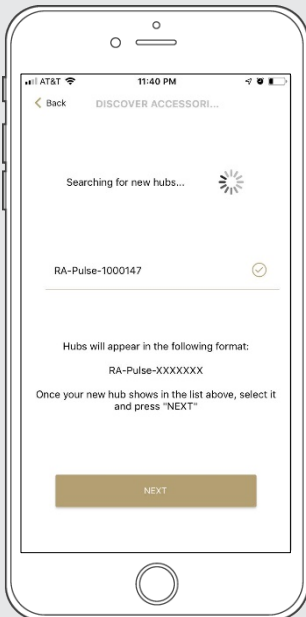 AT&T 11:40 PM
Back DISCOVER ACCESSORI...
Searching for new hubs...
RA-Pulse-1000147
Hubs will appear in the following format:
RA-Pulse-XXXXXXX
Once your new hub shows in the list above, select it
and press "NEXT"
NEXT